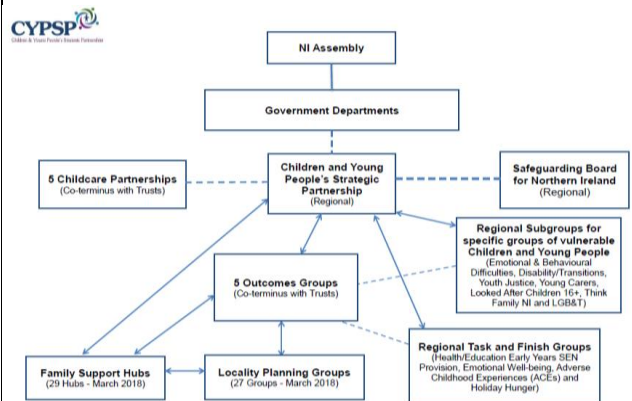 CYPSP
Children & Young People's Strategic Partnership
NI Assembly
Government Departments
5 Childcare Partnerships
(Co-terminus with Trusts)
Children and Young
People's Strategic
Partnership
(Regional)
Safeguarding Board
for Northern Ireland
(Regional)
Regional Subgroups for
specific groups of vulnerable
Children and Young People
(Emotional & Behavioural
Difficulties, Disability/Transitions,
Youth Justice, Young Carers,
Looked After Children 16+, Think
Family NI and LGB&T)
5 Outcomes Groups
(Co-terminus with Trusts)
Regional Task and Finish Groups
(Health/Education Early Years SEN
Provision, Emotional Well-being, Adverse
Childhood Experiences (ACEs) and
Holiday Hunger)
Family Support Hubs
(29 Hubs - March 2018)
Locality Planning Groups
(27 Groups - March 2018)